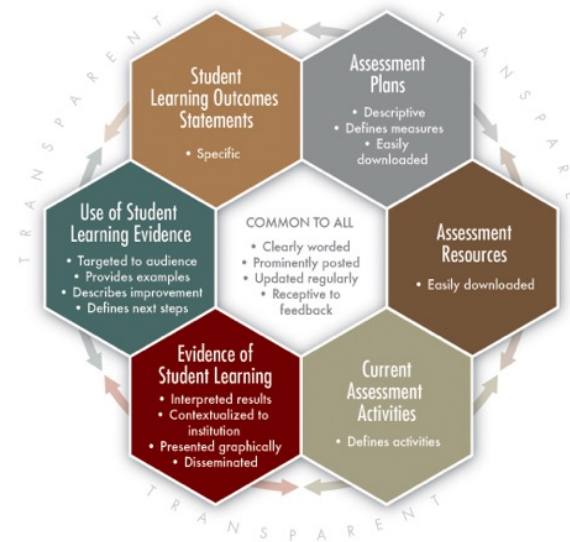 TRANSPARENT
TRANSPARENT
Student
Learning Outcomes
Statements
• Specific
Assessment
Plans
• Descriptive
• Defines measures
• Easily
downloaded
Use of Student
Learning Evidence
• Targeted to audience
• Provides examples
• Describes improvement
• Defines next steps
COMMON TO ALL
• Clearly worded
• Prominently posted
• Updated regularly
• Receptive to
feedback
Assessment
Resources
• Easily downloaded
Evidence of
Student Learning
• Interpreted results
• Contextualized to
institution
• Presented graphically
• Disseminated
Current
Assessment
Activities
• Defines activities
TRANSPARENT